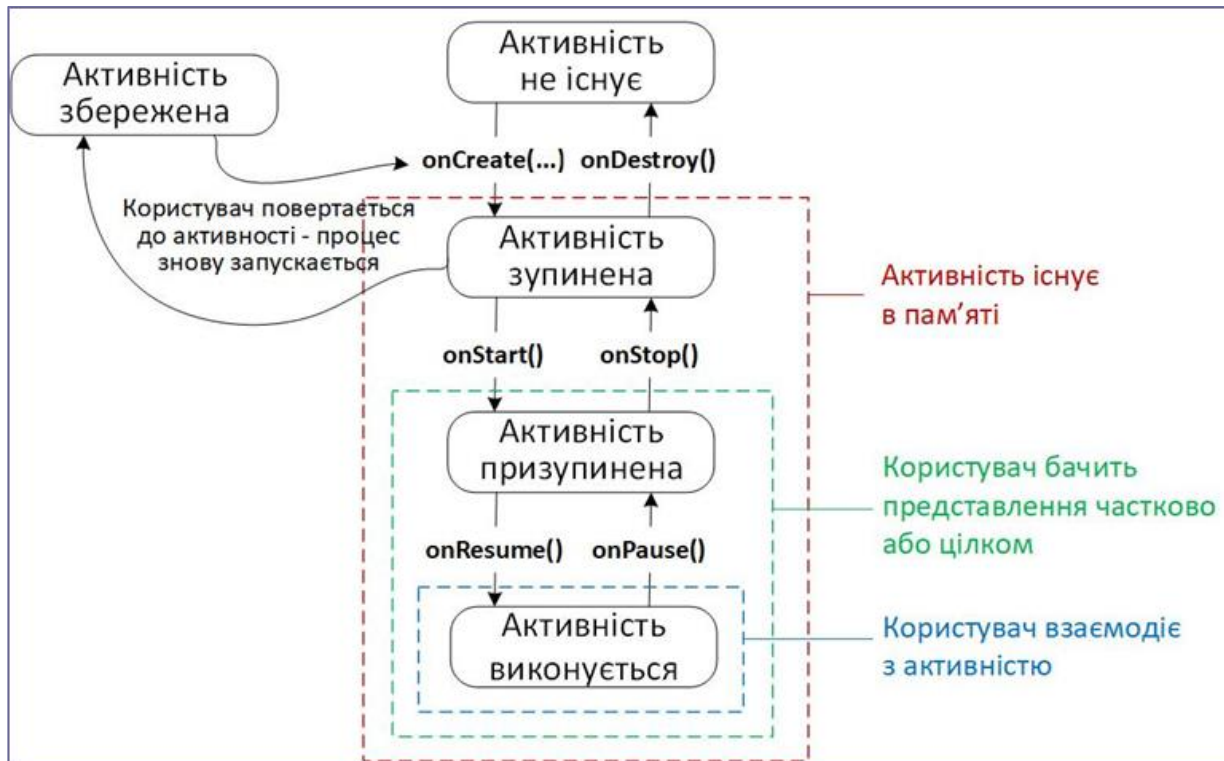 Активність
не існує
Активність
збережена
onCreate(...)
onDestroy()
Користувач повертається
до активності - процес
знову запускається
Активність
зупинена
Активність існує
в пам’яті
onStart()
onStop()
Активність
призупинена
Користувач бачить
представлення частково
або цілком
onResume()
onPause()
Активність
виконується
Користувач взаємодіє
з активністю